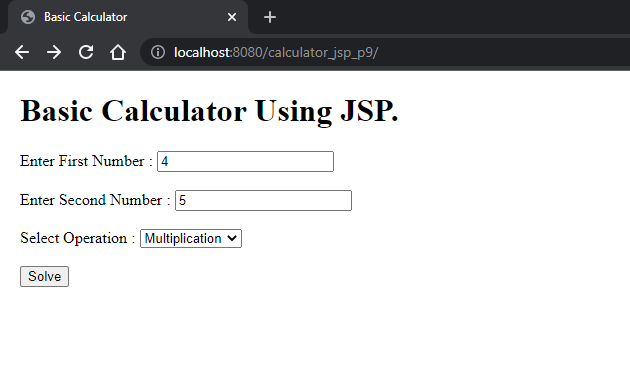 Basic Calculator
localhost:8080/calculator_jsp_p9/
Basic Calculator Using JSP.
Enter First Number : 4
Enter Second Number : 5
Select Operation : Multiplication
Solve